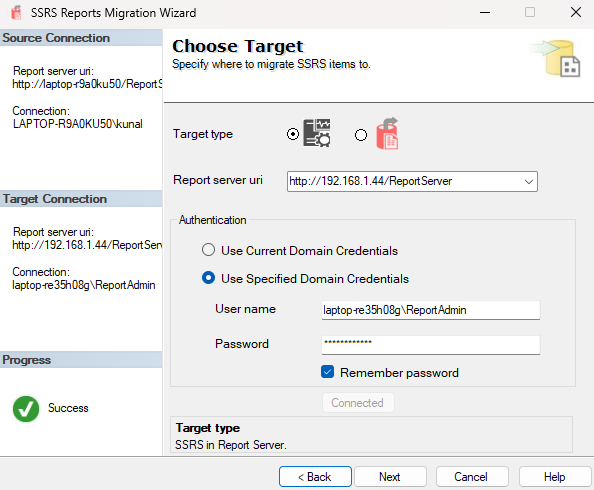 SSRS Reports Migration Wizard
Source Connection
Report server uri:
http://laptop-r9a0ku50/ReportS
Connection:
LAPTOP-R9A0KU50\kunal
Target Connection
Report server uri:
http://192.168.1.44/ReportServ
Connection:
laptop-re35h08g\ReportAdmin
Progress
Success
Choose Target
Specify where to migrate SSRS items to.
Target type
Report server uri
http://192.168.1.44/ReportServer
Authentication
Use Current Domain Credentials
Use Specified Domain Credentials
User name
laptop-re35h08g\ReportAdmin
Password
************
Remember password
Connected
Target type
SSRS in Report Server.
< Back
Next
Cancel
Help